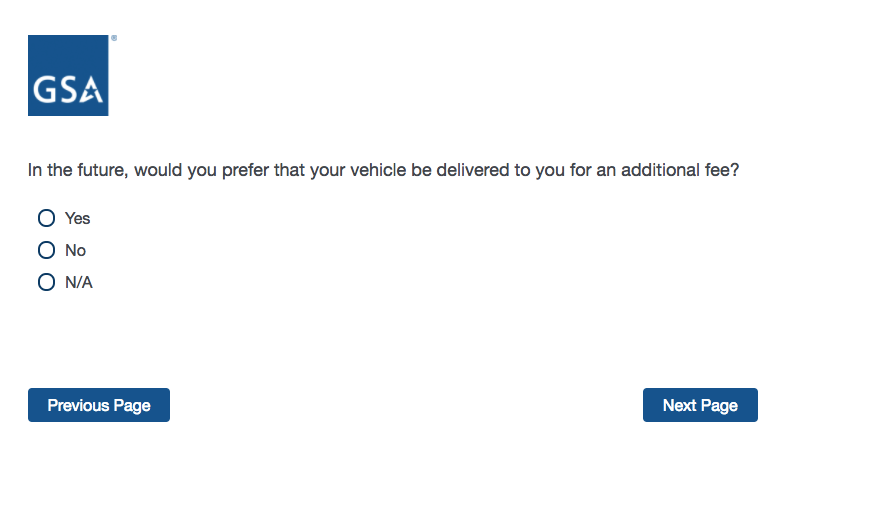 GSA®
In the future, would you prefer that your vehicle be delivered to you for an additional fee?
Yes
No
N/A
Previous Page
Next Page